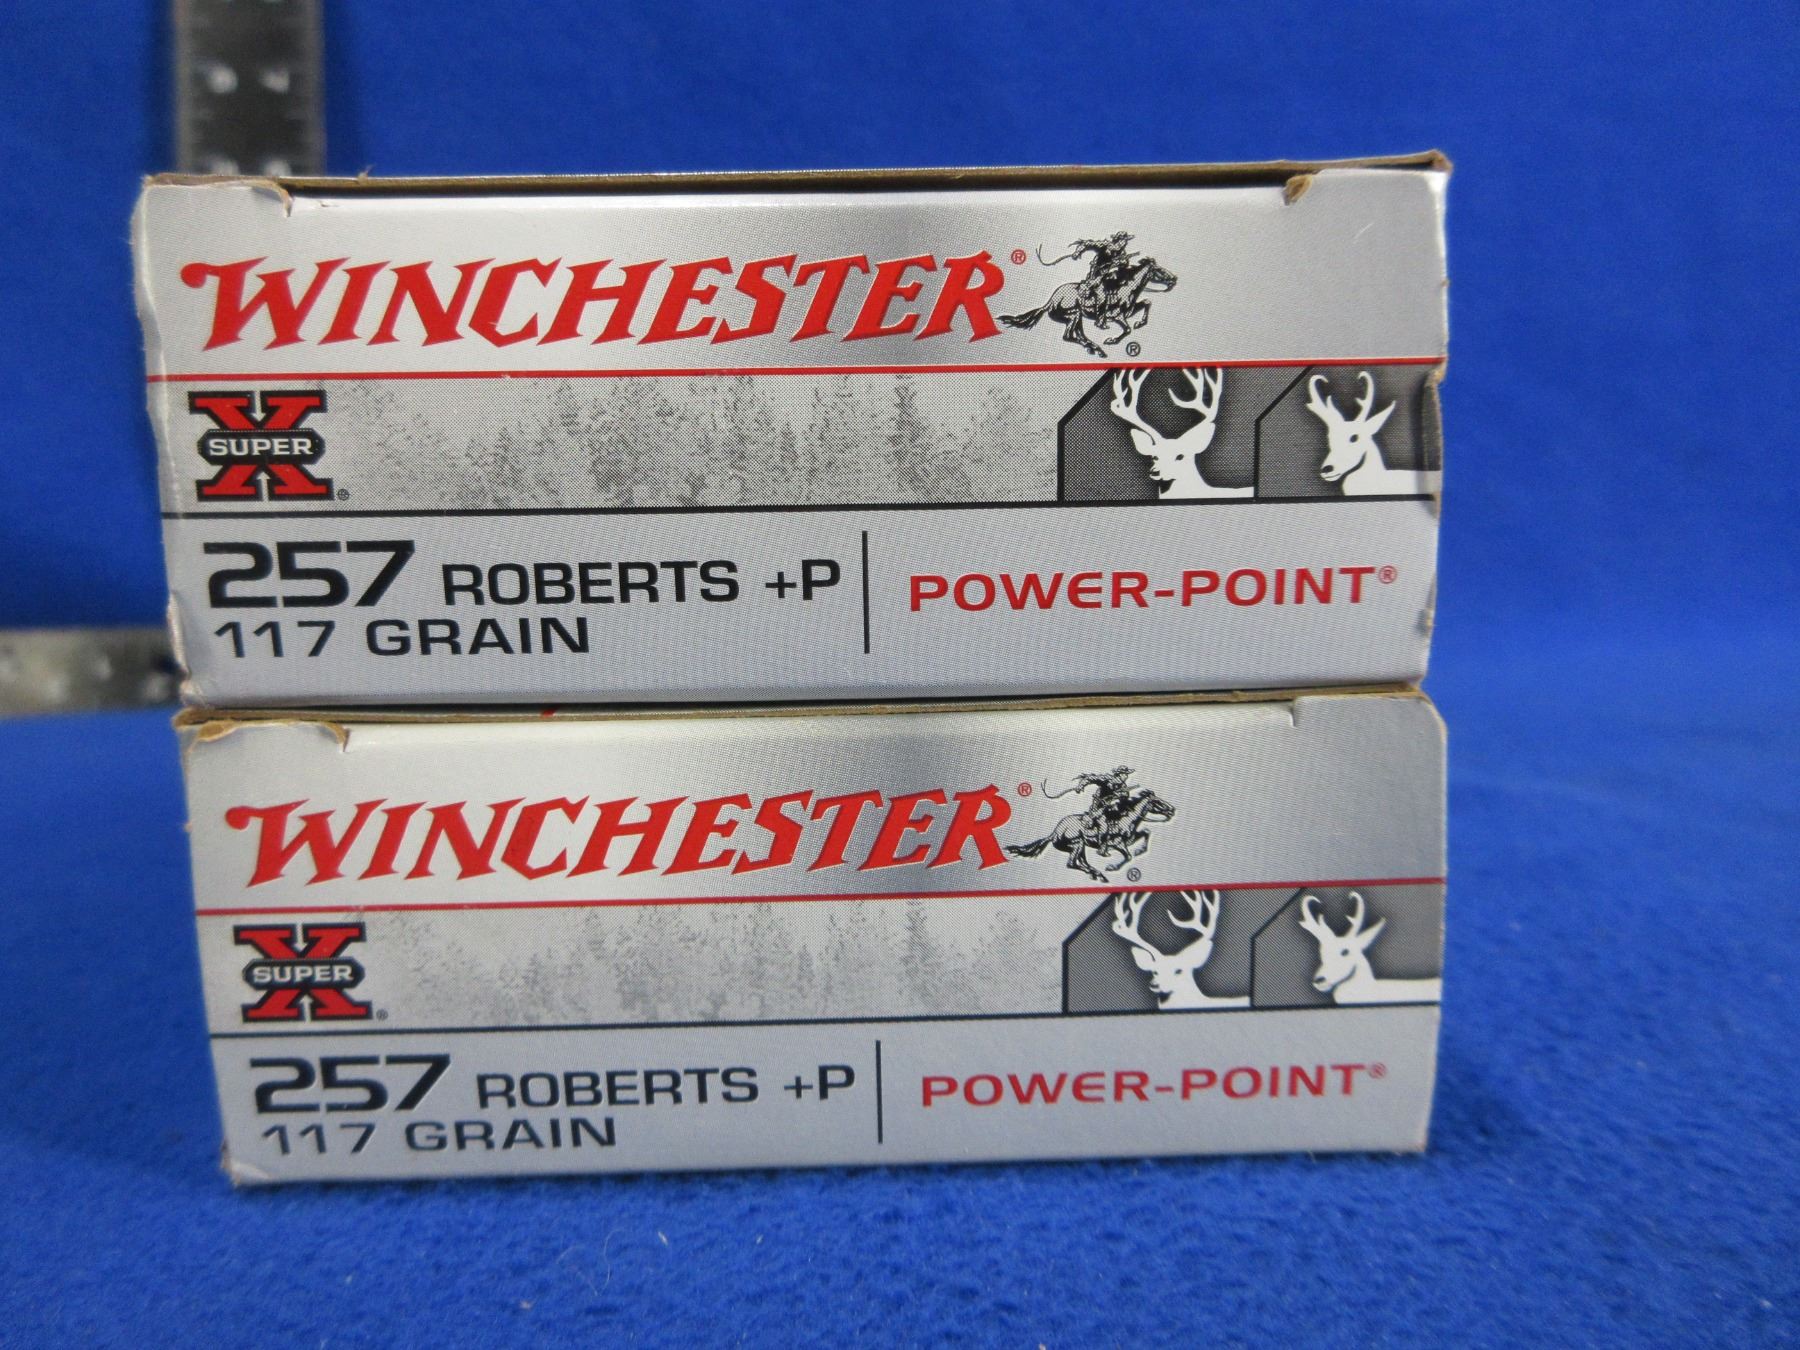 WINCHESTER®
®
SUPER X®
257 ROBERTS +P
117 GRAIN
POWER-POINT®
WINCHESTER®
®
SUPER X®
257 ROBERTS +P
117 GRAIN
POWER-POINT®